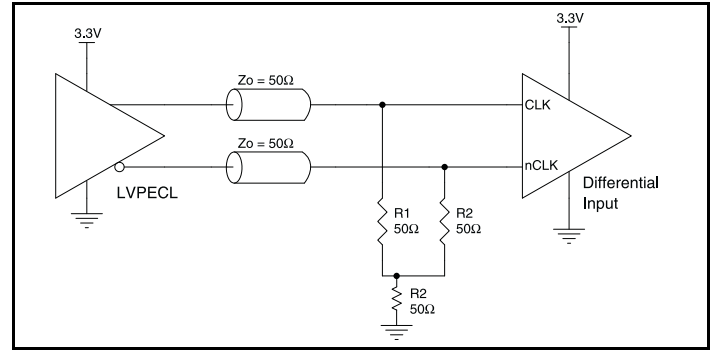 3.3V
3.3V
Zo = 50Ω
CLK
Zo = 50Ω
nCLK
LVPECL
Differential
Input
R1
50Ω
R2
50Ω
R2
50Ω